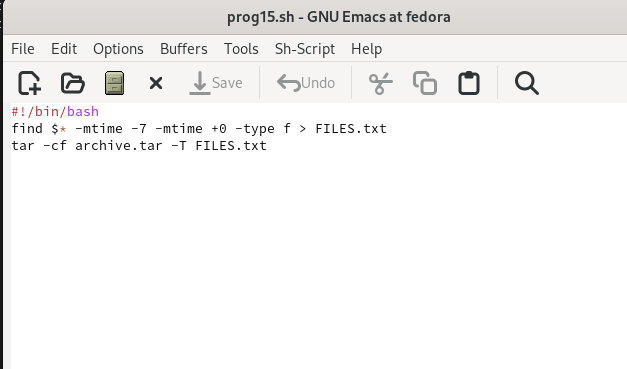 prog15.sh - GNU Emacs at fedora
File Edit Options Buffers Tools Sh-Script Help
Save Undo
#!/bin/bash
find $* -mtime -7 -mtime +0 -type f > FILES.txt
tar -cf archive.tar -T FILES.txt